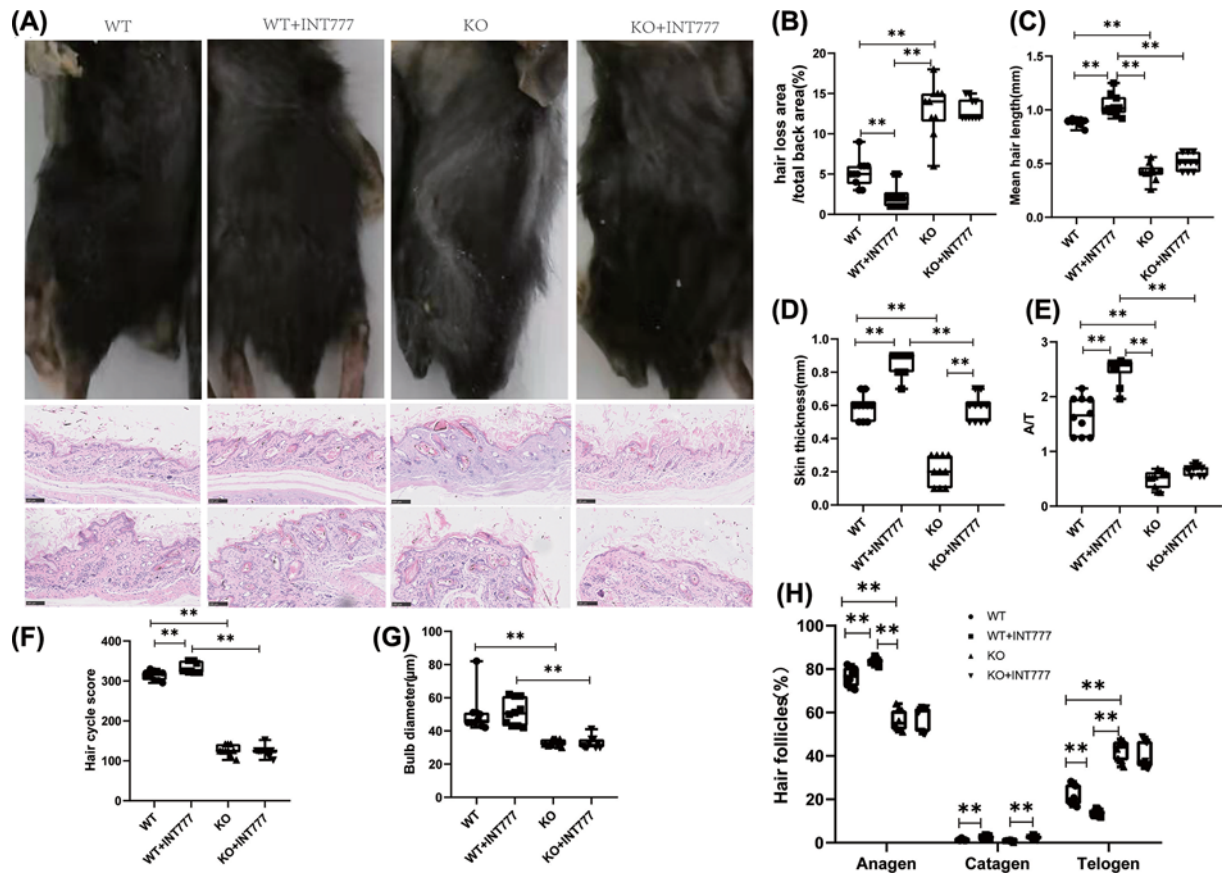 (A)
WT
WT+INT777
KO
KO+INT777
(B)
hair loss area
/total back area(%)
20
15
10
5
0
**
**
**
WT
WT+INT777
KO
KO+INT777
(C)
Mean hair length(mm)
1.5
1.0
0.5
0.0
**
**
**
**
WT
WT+INT777
KO
KO+INT777
(D)
Skin thickness(mm)
1.0
0.8
0.6
0.4
0.2
0.0
**
**
**
**
WT
WT+INT777
KO
KO+INT777
(E)
A/T
3
2
1
0
**
**
**
**
WT
WT+INT777
KO
KO+INT777
(F)
Hair cycle score
400
300
200
100
0
**
**
**
WT
WT+INT777
KO
KO+INT777
(G)
Bulb diameter(μm)
100
80
60
40
20
0
**
**
WT
WT+INT777
KO
KO+INT777
(H)
WT
WT+INT777
KO
KO+INT777
Hair follicles(%)
100
80
60
40
20
0
**
**
**
**
**
**
**
**
Anagen
Catagen
Telogen